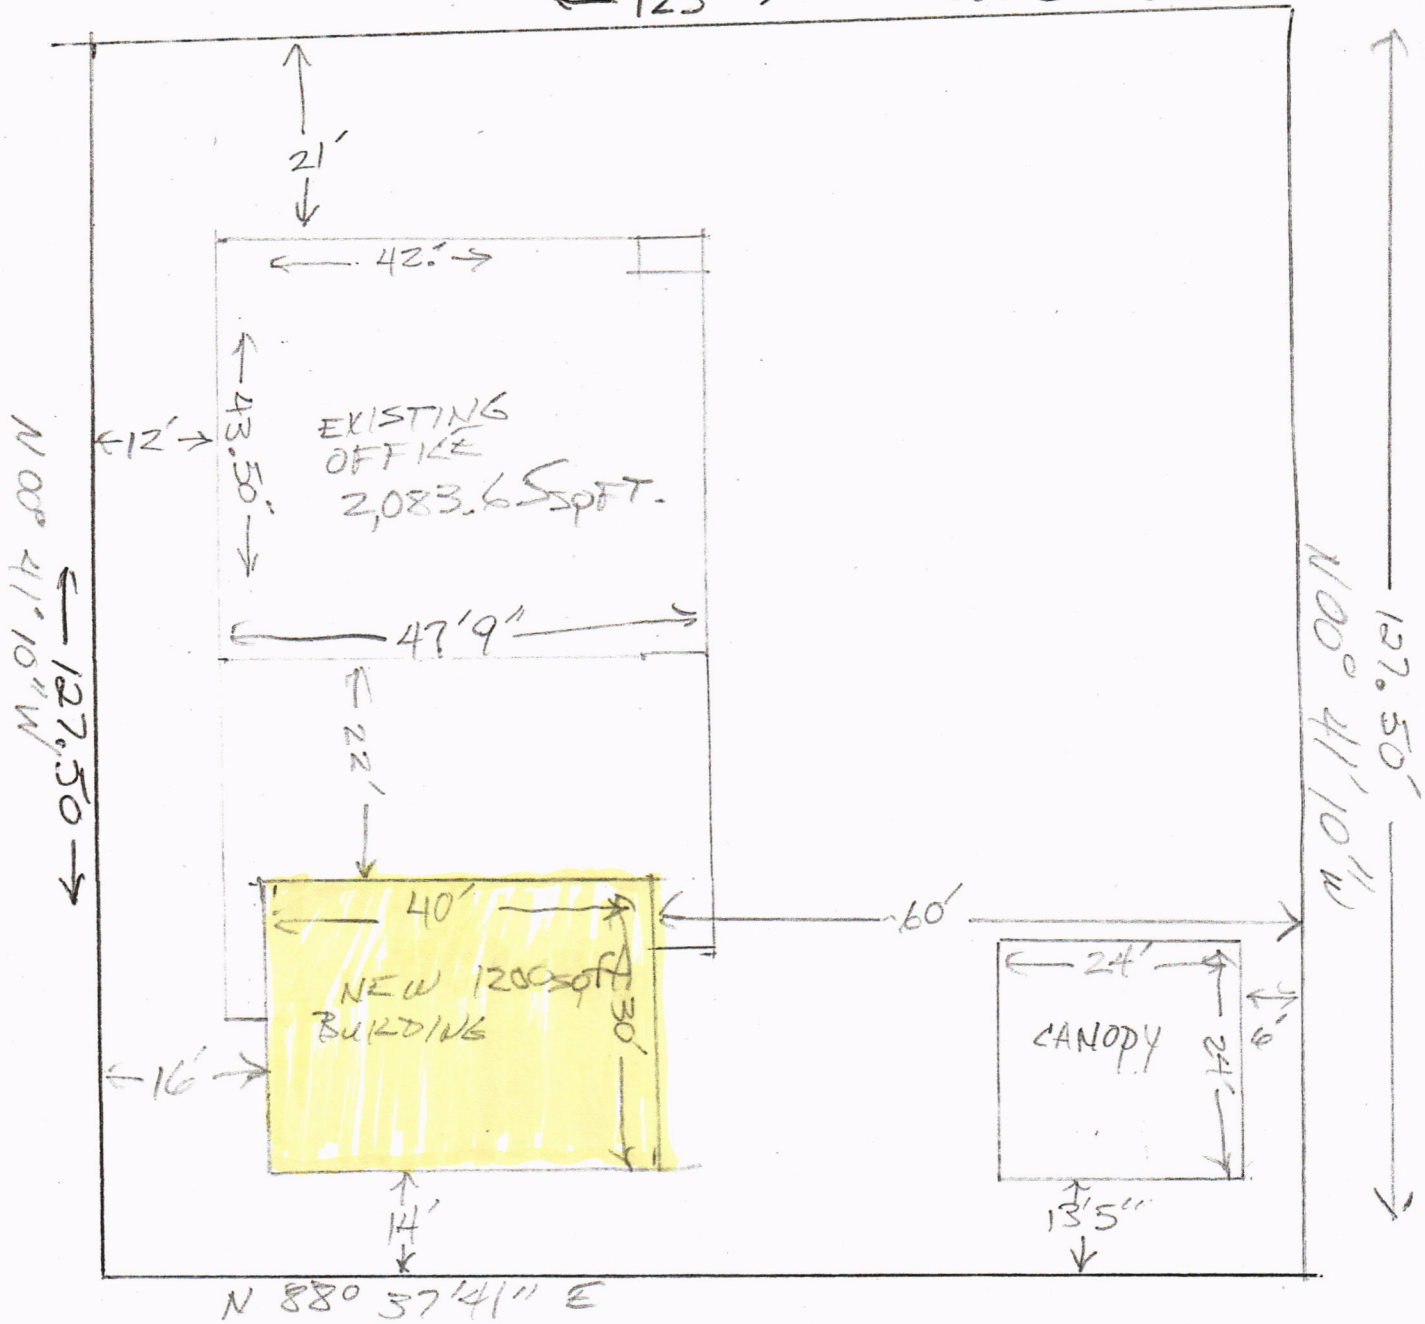 125
21'
42'
43.50'
EXISTING
OFFICE
2,083.65 SqFT.
12'
47'9"
N 00° 41' 10" W
127.50
22'
N 00° 41' 10" W
127.50'
40'
60'
NEW 1200 sqft
BUILDING
30'
24'
24'
CANOPY
6'
16'
14'
13'5"
N 88° 37' 41" E